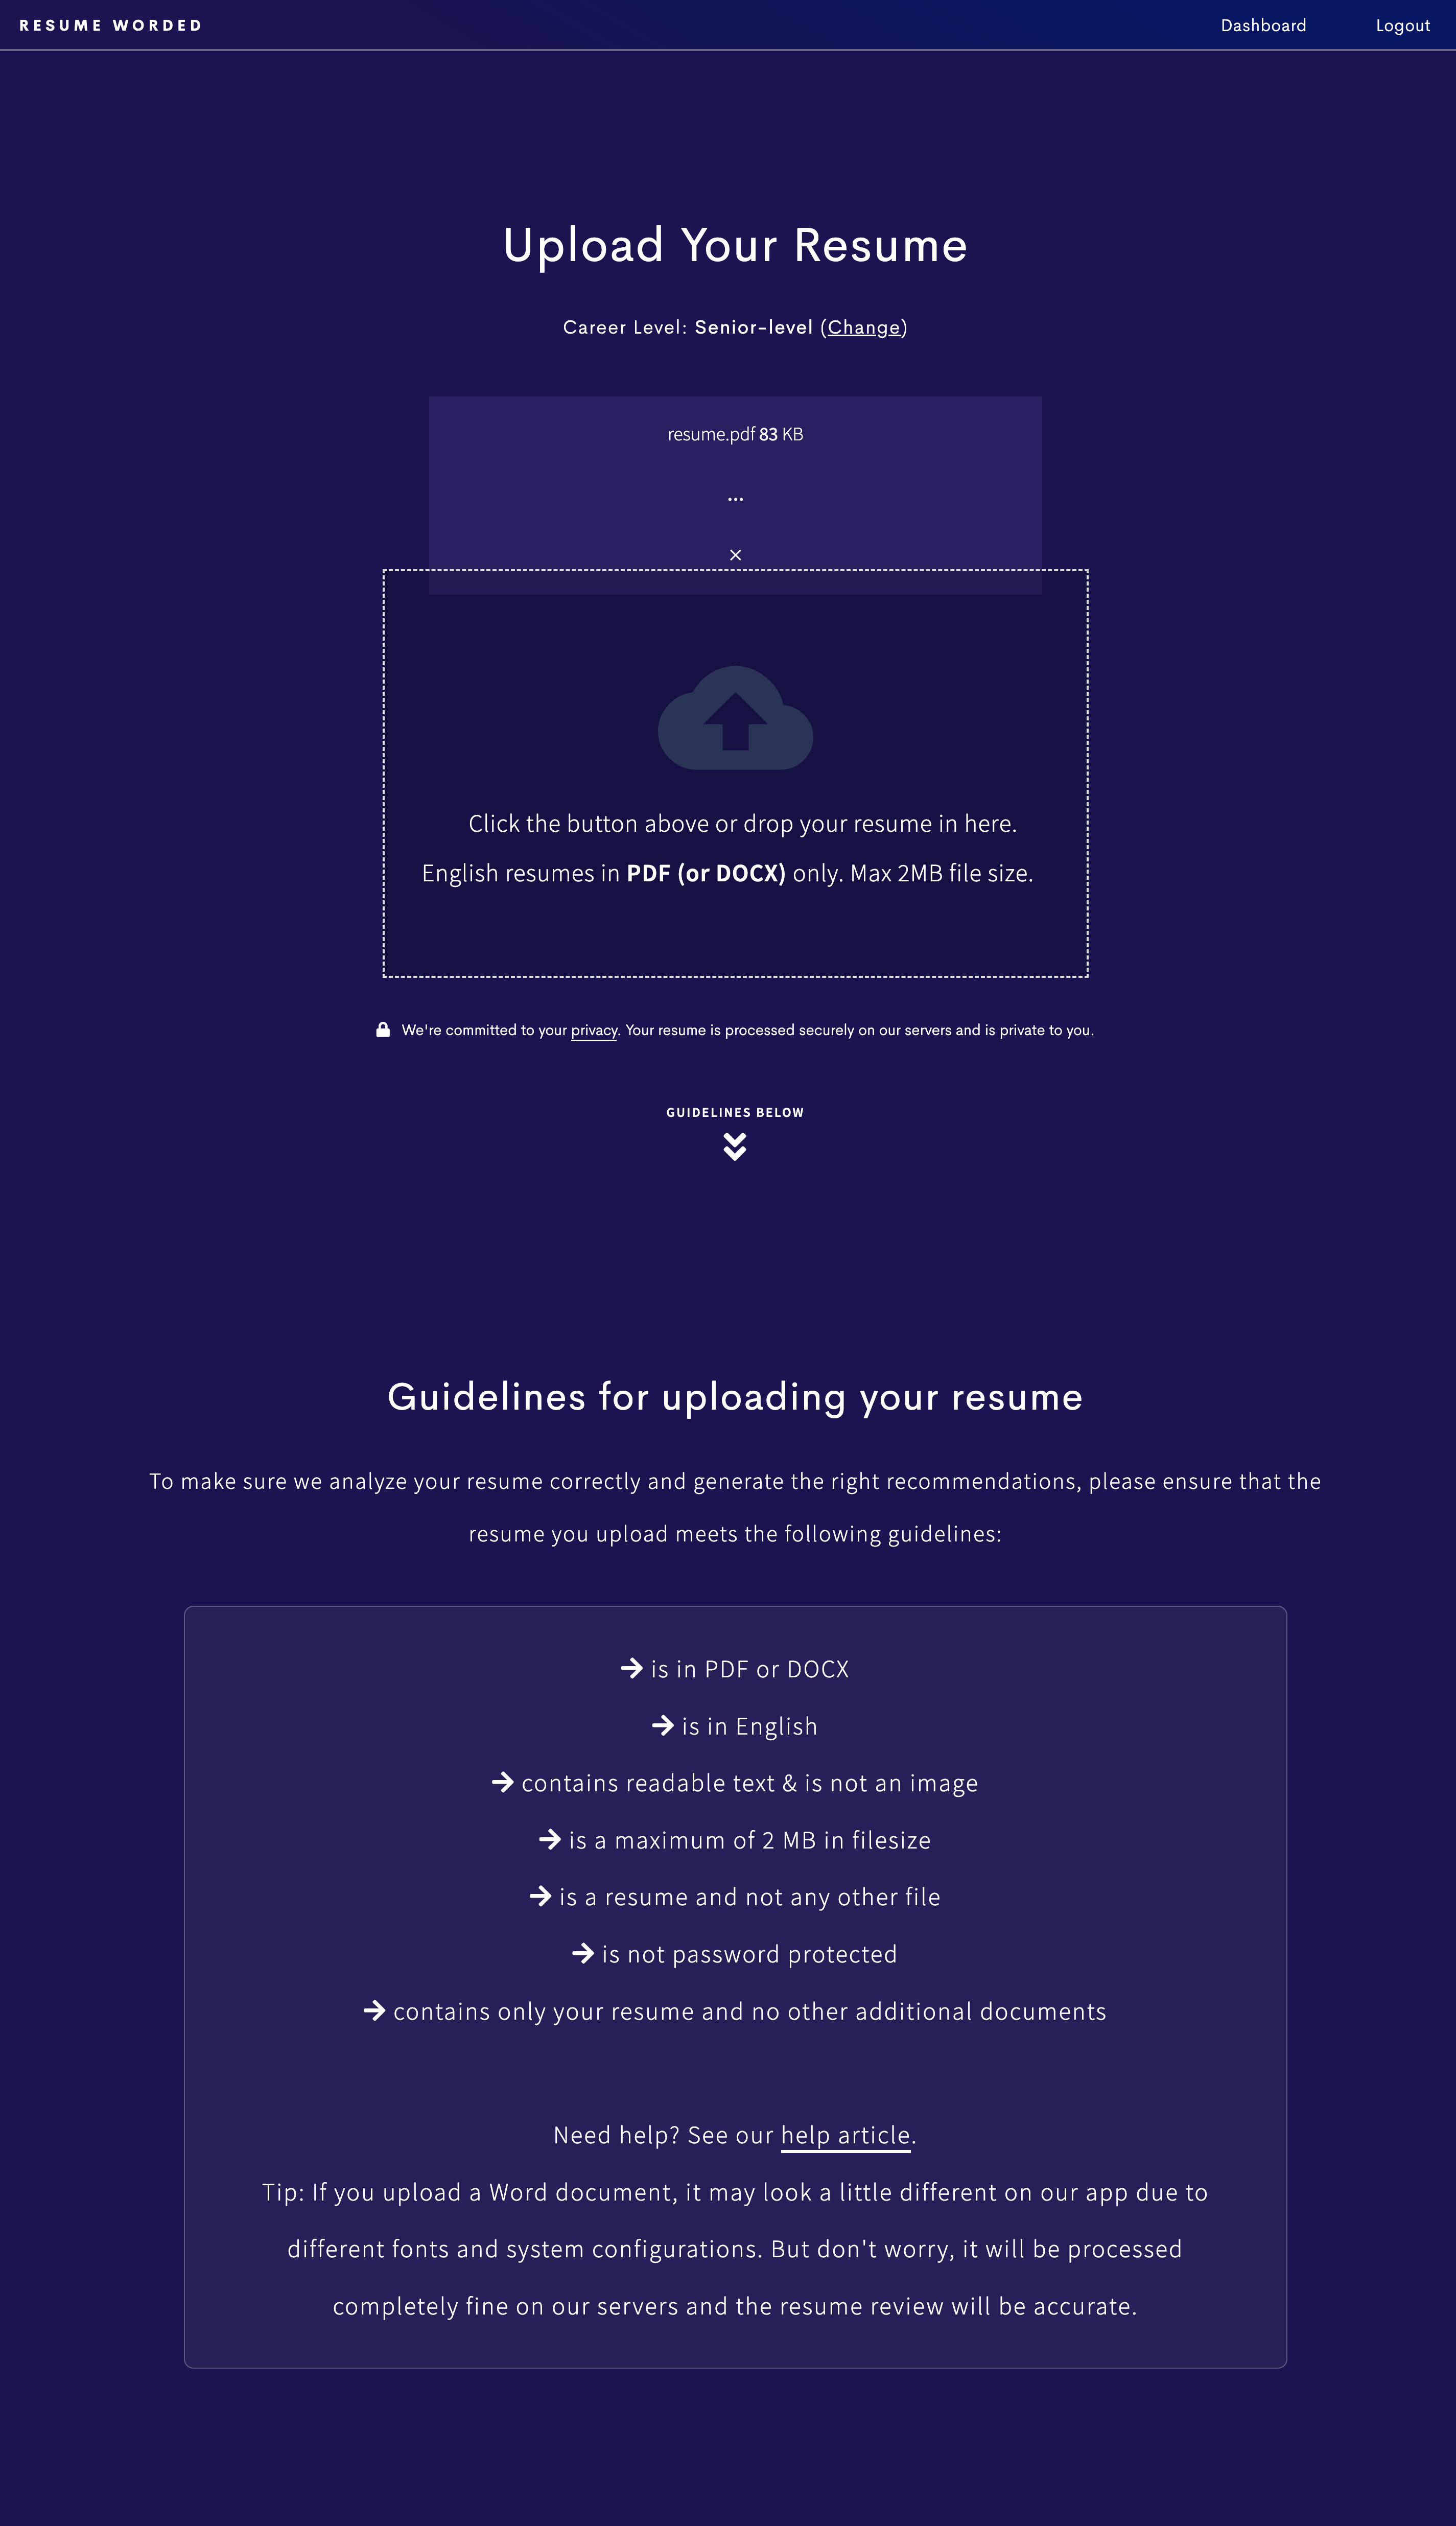 RESUME WORDED
Dashboard
Logout
Upload Your Resume
Career Level: Senior-level (Change)
resume.pdf 83 KB
...
×
Click the button above or drop your resume in here.
English resumes in PDF (or DOCX) only. Max 2MB file size.
We're committed to your privacy. Your resume is processed securely on our servers and is private to you.
GUIDELINES BELOW
Guidelines for uploading your resume
To make sure we analyze your resume correctly and generate the right recommendations, please ensure that the
resume you upload meets the following guidelines:
→ is in PDF or DOCX
→ is in English
→ contains readable text & is not an image
→ is a maximum of 2 MB in filesize
→ is a resume and not any other file
→ is not password protected
→ contains only your resume and no other additional documents
Need help? See our help article.
Tip: If you upload a Word document, it may look a little different on our app due to
different fonts and system configurations. But don't worry, it will be processed
completely fine on our servers and the resume review will be accurate.